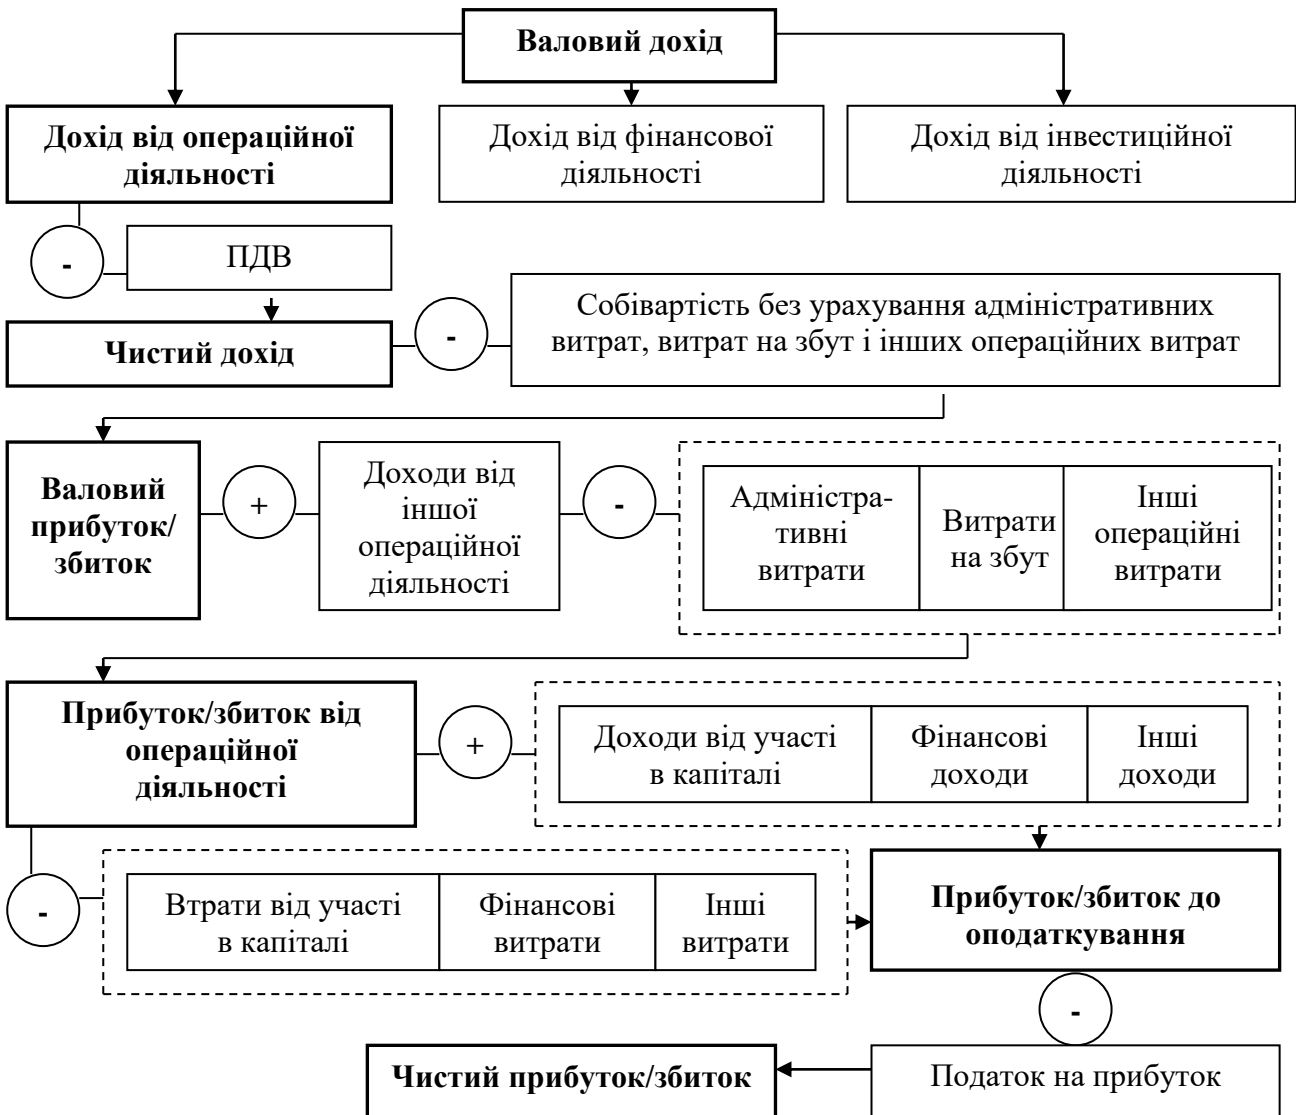 Валовий дохід
Дохід від операційної
діяльності
Дохід від фінансової
діяльності
Дохід від інвестиційної
діяльності
-
ПДВ
Чистий дохід
-
Собівартість без урахування адміністративних
витрат, витрат на збут і інших операційних витрат
Валовий
прибуток/
збиток
+
Доходи від
іншої
операційної
діяльності
-
Адміністра-
тивні
витрати
Витрати
на збут
Інші
операційні
витрати
Прибуток/збиток від
операційної
діяльності
+
Доходи від участі
в капіталі
Фінансові
доходи
Інші
доходи
-
Втрати від участі
в капіталі
Фінансові
витрати
Інші
витрати
Прибуток/збиток до
оподаткування
-
Чистий прибуток/збиток
Податок на прибуток